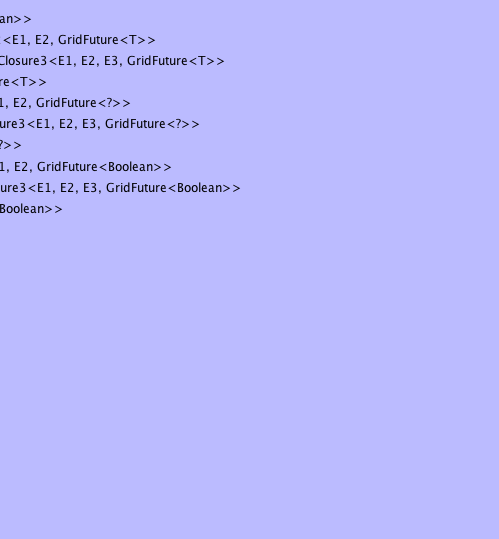 an>>
<E1, E2, GridFuture<T>>
Closure3<E1, E2, E3, GridFuture<T>>
re<T>>
1, E2, GridFuture<?>>
ure3<E1, E2, E3, GridFuture<?>>
?>>
1, E2, GridFuture<Boolean>>
ure3<E1, E2, E3, GridFuture<Boolean>>
Boolean>>